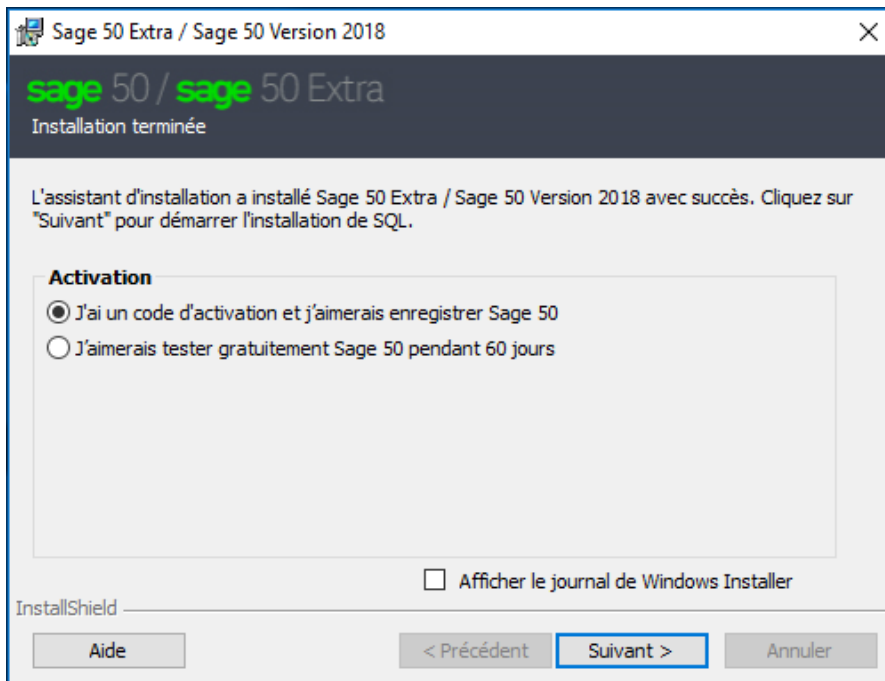 Sage 50 Extra / Sage 50 Version 2018
sage 50 / sage 50 Extra
Installation terminée
L'assistant d'installation a installé Sage 50 Extra / Sage 50 Version 2018 avec succès. Cliquez sur
"Suivant" pour démarrer l'installation de SQL.
Activation
J'ai un code d'activation et j’aimerais enregistrer Sage 50
J’aimerais tester gratuitement Sage 50 pendant 60 jours
Afficher le journal de Windows Installer
InstallShield
Aide
< Précédent
Suivant >
Annuler